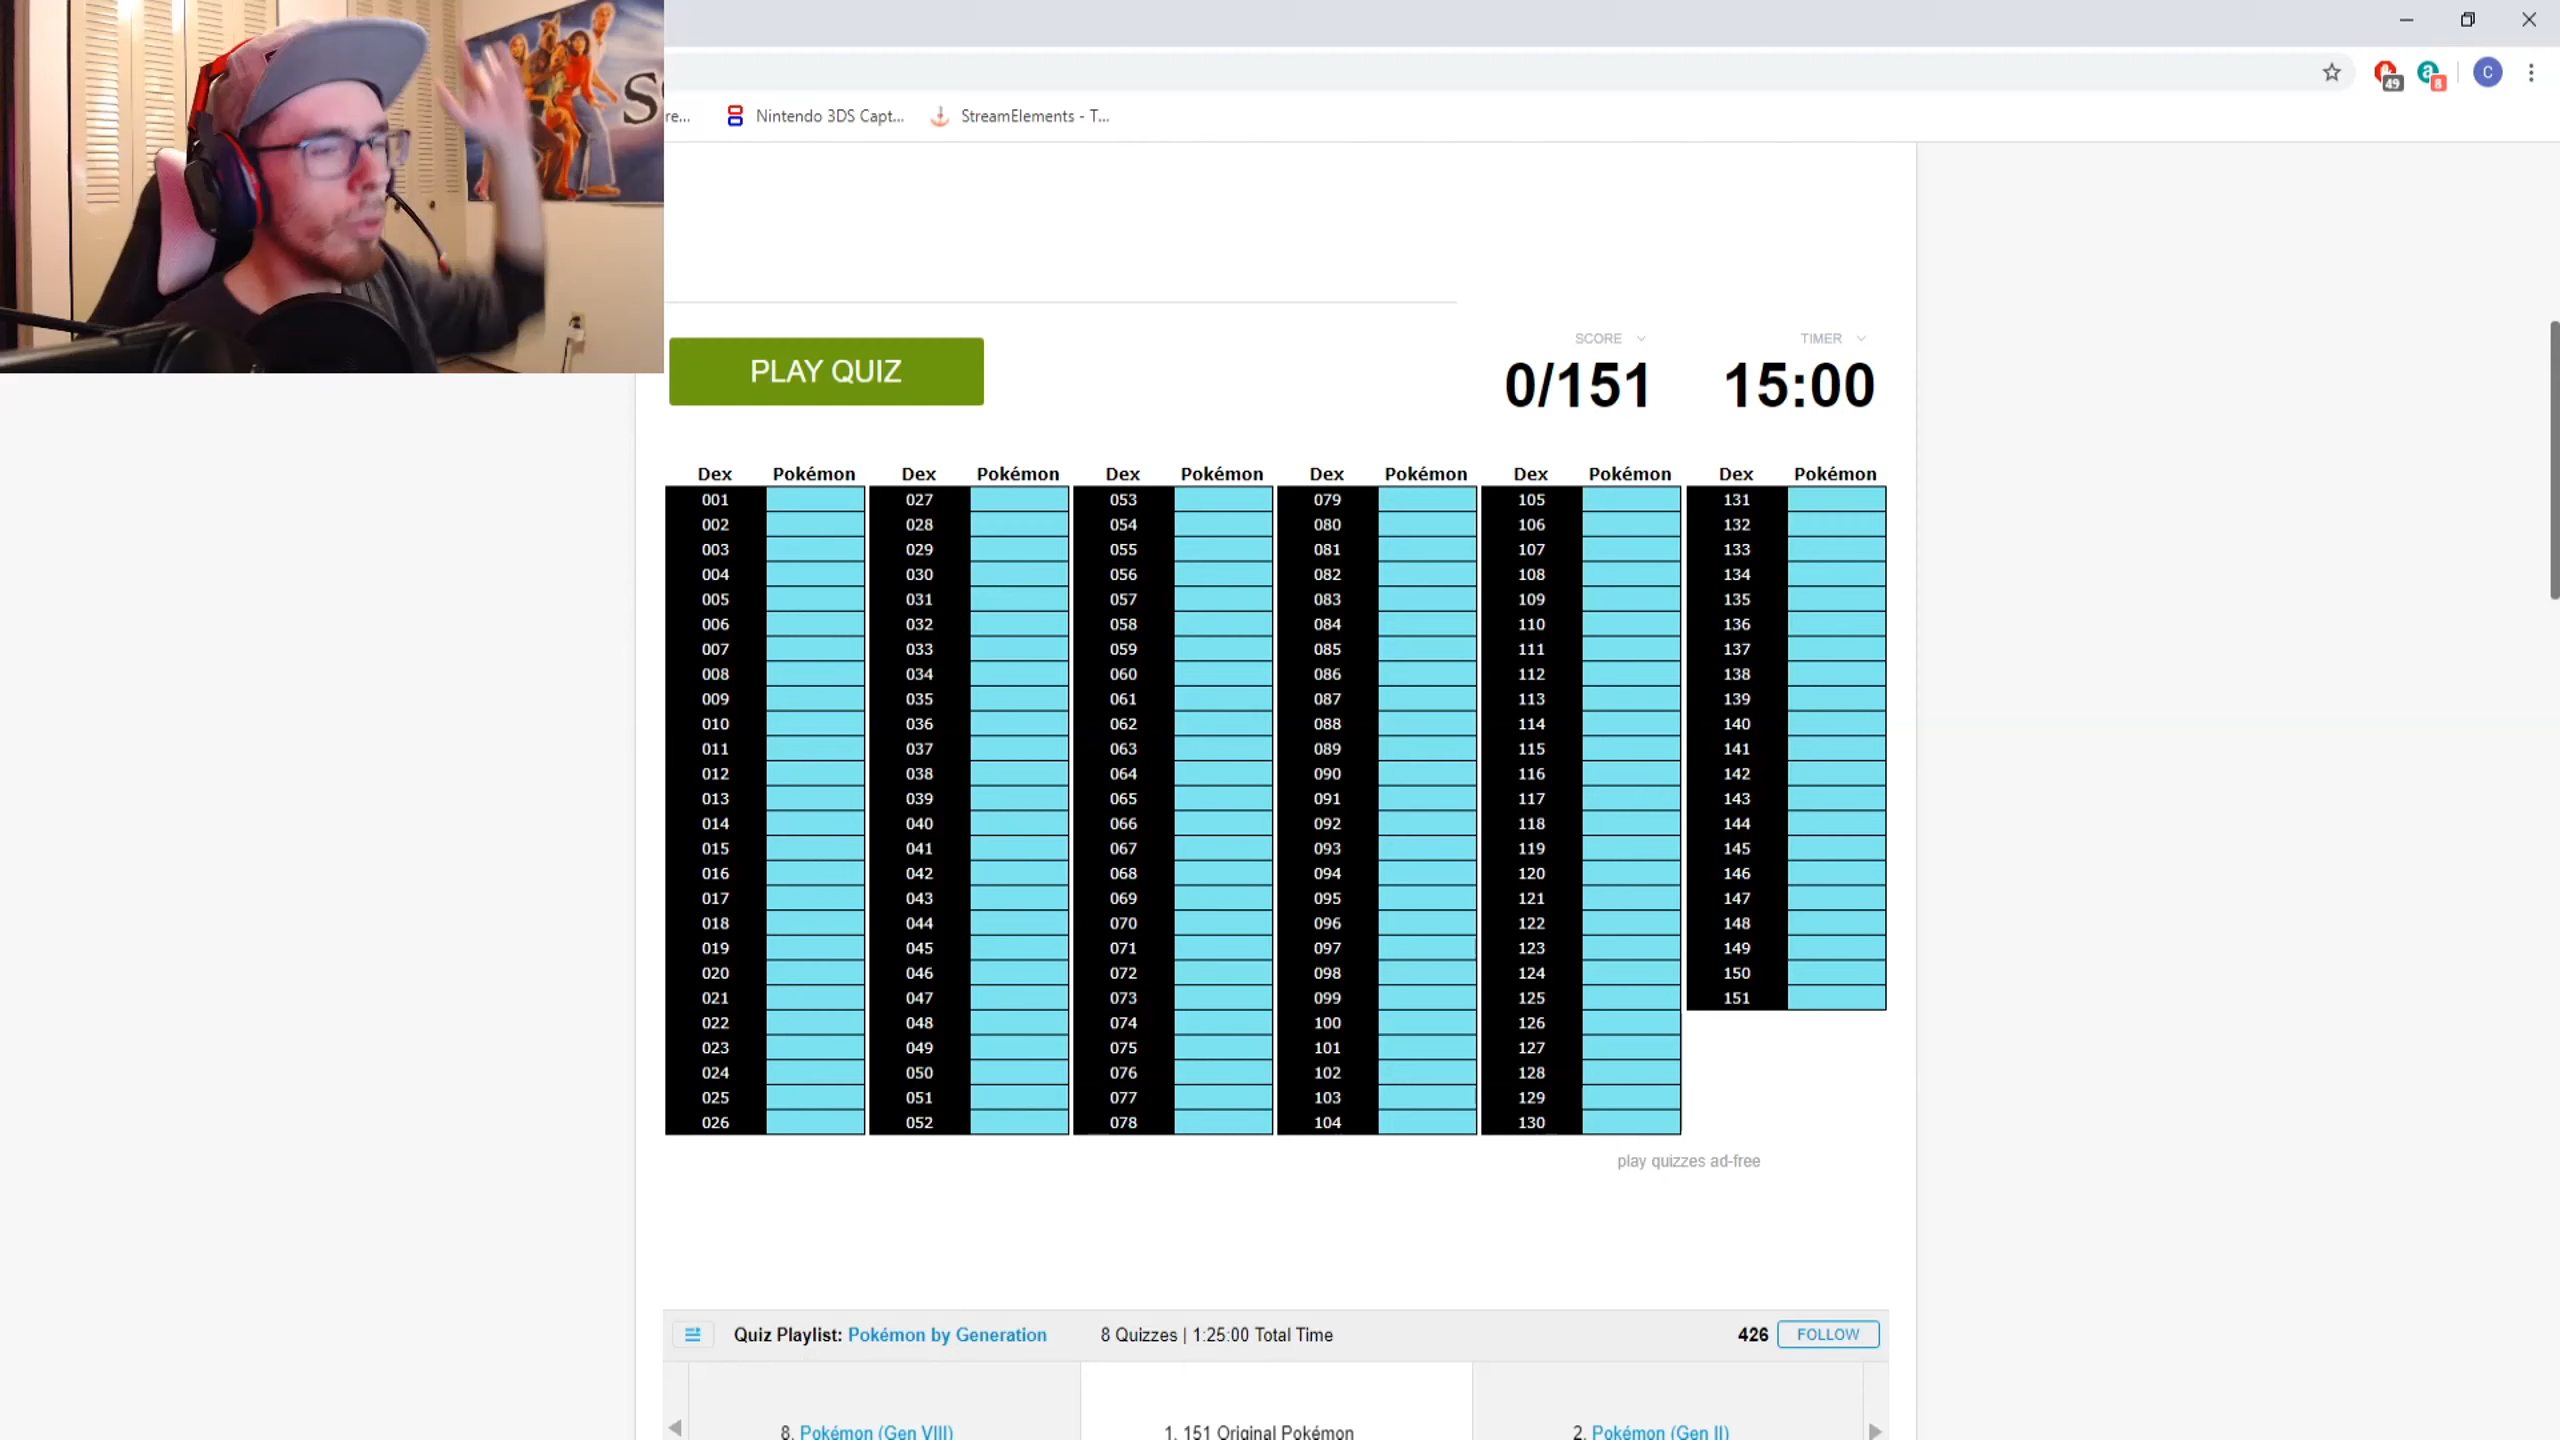 S
C
49
8
re...
Nintendo 3DS Capt...
StreamElements - T...
PLAY QUIZ
SCORE
TIMER
0/151
15:00
Dex Pokémon Dex Pokémon Dex Pokémon Dex Pokémon Dex Pokémon Dex Pokémon
001 027 053 079 105 131
002 028 054 080 106 132
003 029 055 081 107 133
004 030 056 082 108 134
005 031 057 083 109 135
006 032 058 084 110 136
007 033 059 085 111 137
008 034 060 086 112 138
009 035 061 087 113 139
010 036 062 088 114 140
011 037 063 089 115 141
012 038 064 090 116 142
013 039 065 091 117 143
014 040 066 092 118 144
015 041 067 093 119 145
016 042 068 094 120 146
017 043 069 095 121 147
018 044 070 096 122 148
019 045 071 097 123 149
020 046 072 098 124 150
021 047 073 099 125 151
022 048 074 100 126
023 049 075 101 127
024 050 076 102 128
025 051 077 103 129
026 052 078 104 130
play quizzes ad-free
Quiz Playlist: Pokémon by Generation 8 Quizzes | 1:25:00 Total Time 426 FOLLOW
8. Pokémon (Gen VIII) 1. 151 Original Pokémon 2. Pokémon (Gen II)